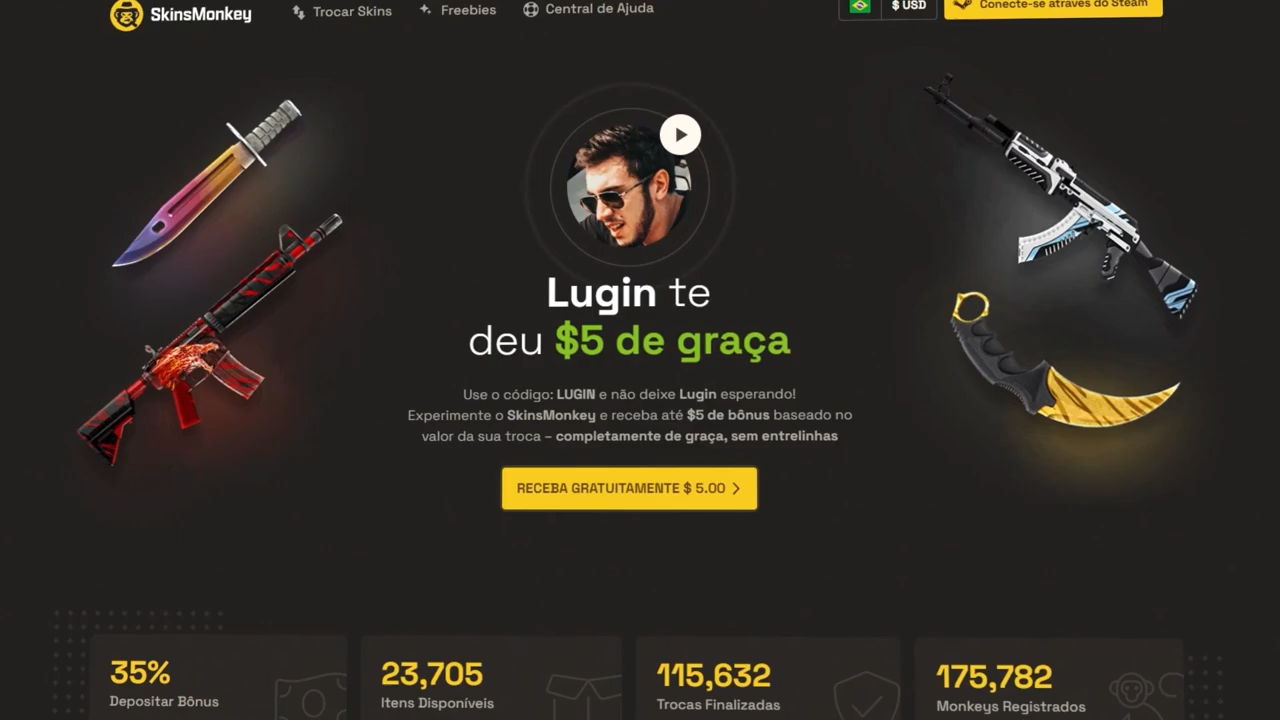 SkinsMonkey
Trocar Skins
Freebies
Central de Ajuda
$ USD
Conecte-se através do Steam
Lugin te
deu $5 de graça
Use o código: LUGIN e não deixe Lugin esperando!
Experimente o SkinsMonkey e receba até $5 de bônus baseado no
valor da sua troca – completamente de graça, sem entrelinhas
RECEBA GRATUITAMENTE $ 5.00
35%
Depositar Bônus
23,705
Itens Disponíveis
115,632
Trocas Finalizadas
175,782
Monkeys Registrados